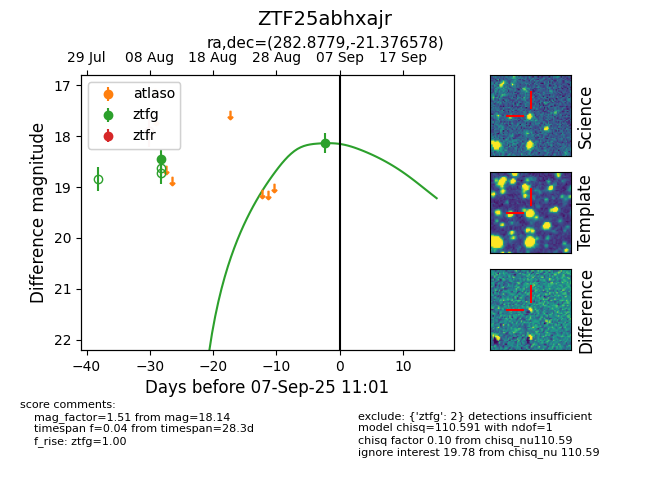 ZTF25abhxajr
ra,dec=(282.8779,-21.376578)
29 Jul 08 Aug 18 Aug 28 Aug 07 Sep 17 Sep
atlaso
ztfg
ztfr
17
18
19
20
21
22
Difference magnitude
−40 −30 −20 −10 0 10
Days before 07-Sep-25 11:01
Science
Template
Difference
score comments:
mag_factor=1.51 from mag=18.14
timespan f=0.04 from timespan=28.3d
f_rise: ztfg=1.00
exclude: {'ztfg': 2} detections insufficient
model chisq=110.591 with ndof=1
chisq factor 0.10 from chisq_nu110.59
ignore interest 19.78 from chisq_nu 110.59